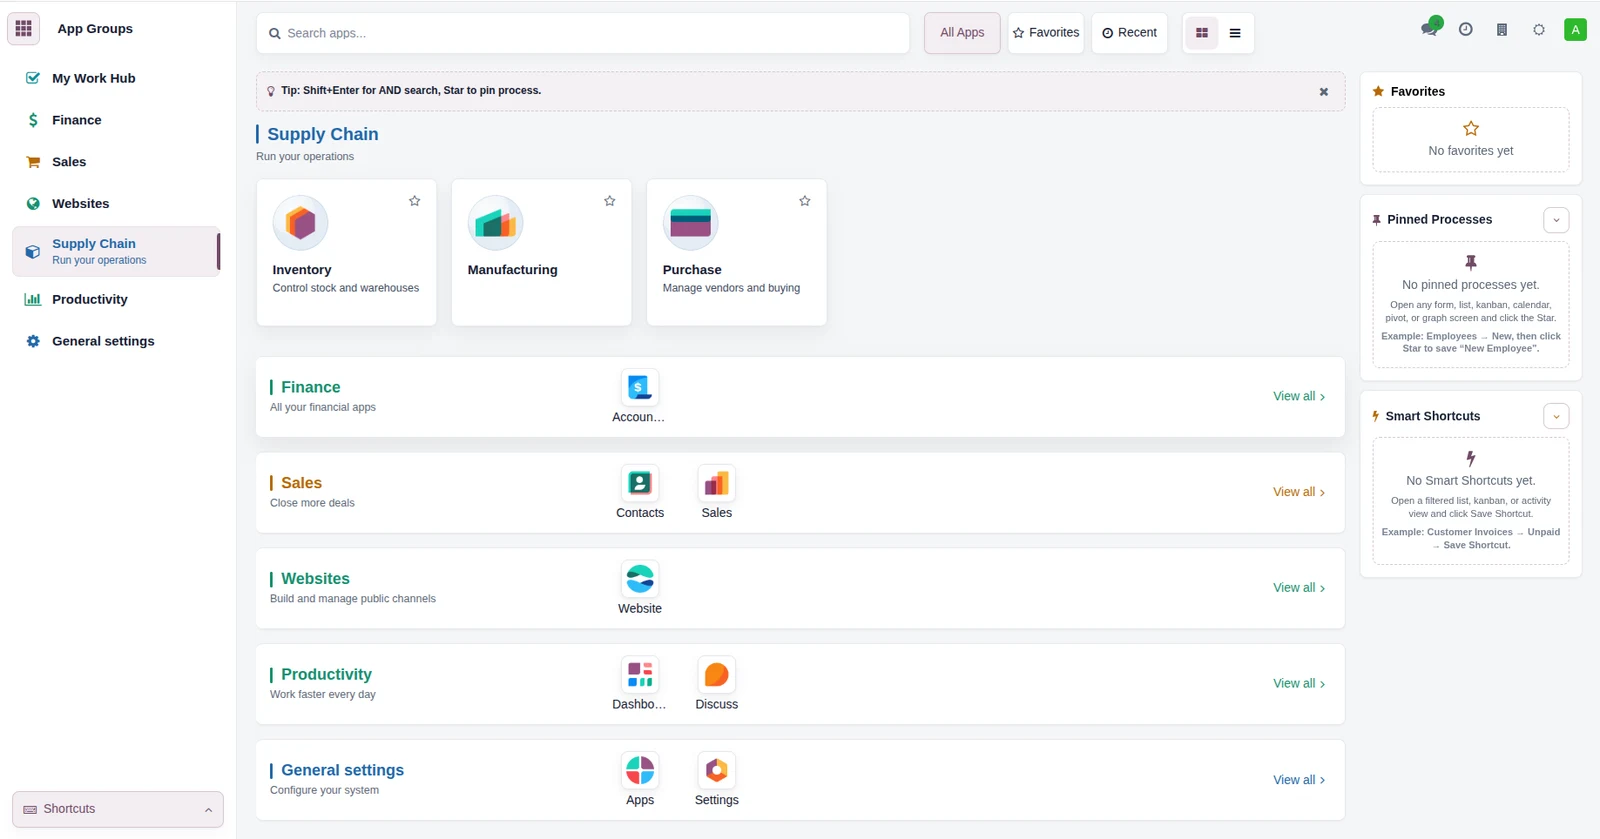 App Groups
My Work Hub
Finance
Sales
Websites
Supply Chain
Run your operations
Productivity
General settings
Shortcuts
Search apps...
All Apps
Favorites
Recent
A
Tip: Shift+Enter for AND search, Star to pin process.
Supply Chain
Run your operations
Inventory
Control stock and warehouses
Manufacturing
Purchase
Manage vendors and buying
Finance
All your financial apps
Accoun...
View all
Sales
Close more deals
Contacts
Sales
View all
Websites
Build and manage public channels
Website
View all
Productivity
Work faster every day
Dashbo...
Discuss
View all
General settings
Configure your system
Apps
Settings
View all
Favorites
No favorites yet
Pinned Processes
No pinned processes yet.
Open any form, list, kanban, calendar,
pivot, or graph screen and click the Star.
Example: Employees → New, then click
Star to save “New Employee”.
Smart Shortcuts
No Smart Shortcuts yet.
Open a filtered list, kanban, or activity
view and click Save Shortcut.
Example: Customer Invoices → Unpaid
→ Save Shortcut.